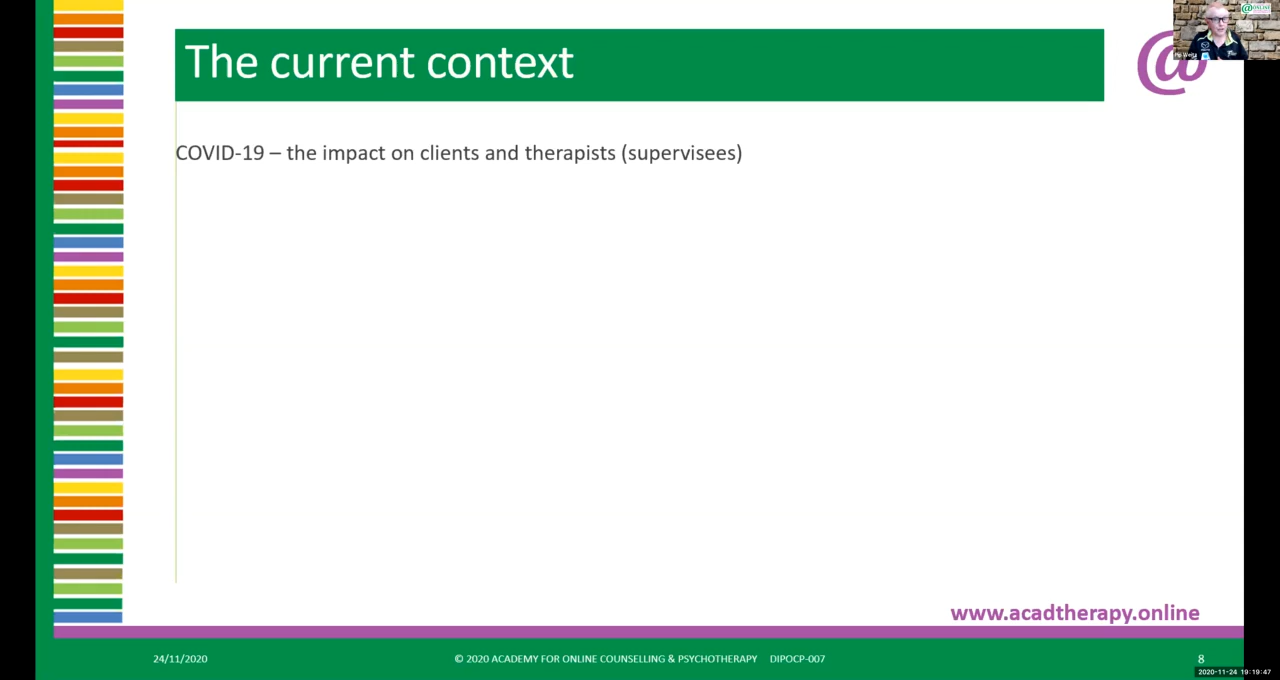 The current context
@ONLINE
@
COVID-19 – the impact on clients and therapists (supervisees)
www.acadtherapy.online
24/11/2020
© 2020 ACADEMY FOR ONLINE COUNSELLING & PSYCHOTHERAPY DIPOCP-007
8
2020-11-24 19:19:47